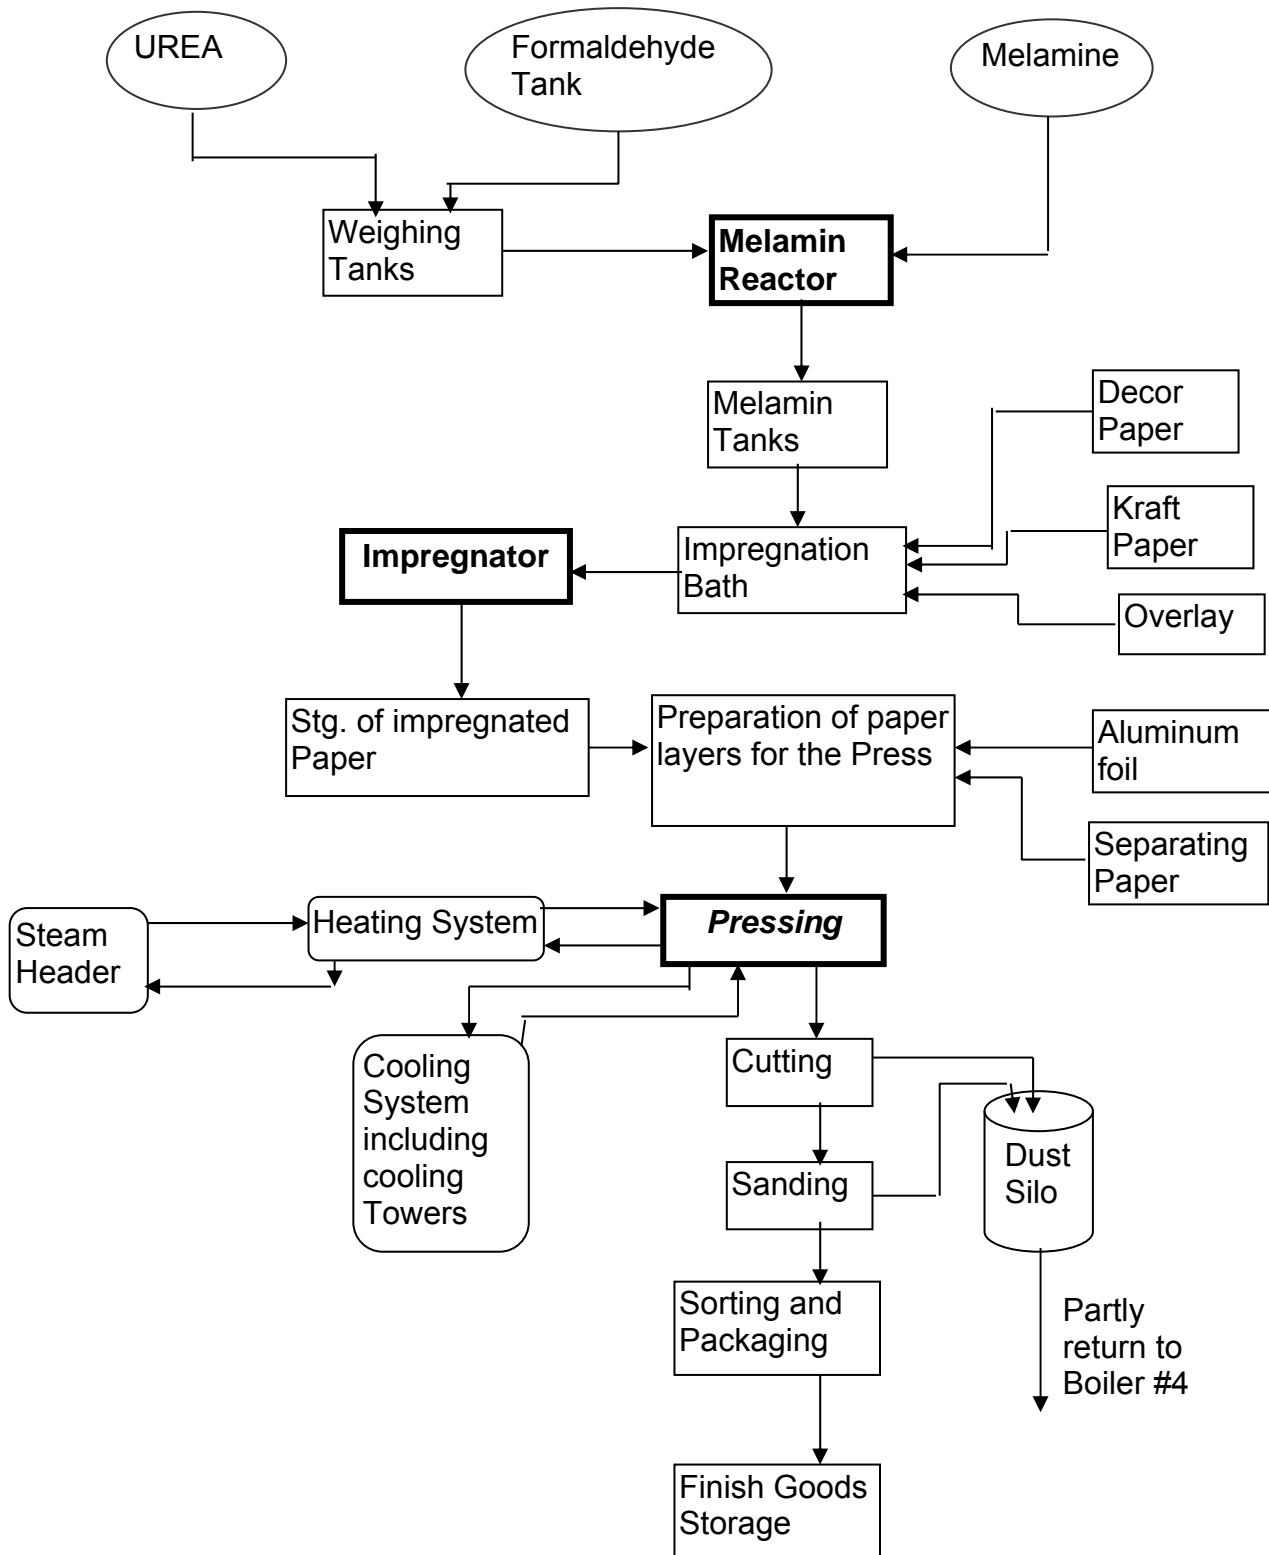 UREA
Formaldehyde
Tank
Melamine
Weighing
Tanks
Melamin
Reactor
Melamin
Tanks
Decor
Paper
Kraft
Paper
Impregnation
Bath
Impregnator
Overlay
Stg. of impregnated
Paper
Preparation of paper
layers for the Press
Aluminum
foil
Separating
Paper
Steam
Header
Heating System
Pressing
Cooling
System
including
cooling
Towers
Cutting
Sanding
Dust
Silo
Sorting and
Packaging
Partly
return to
Boiler #4
Finish Goods
Storage